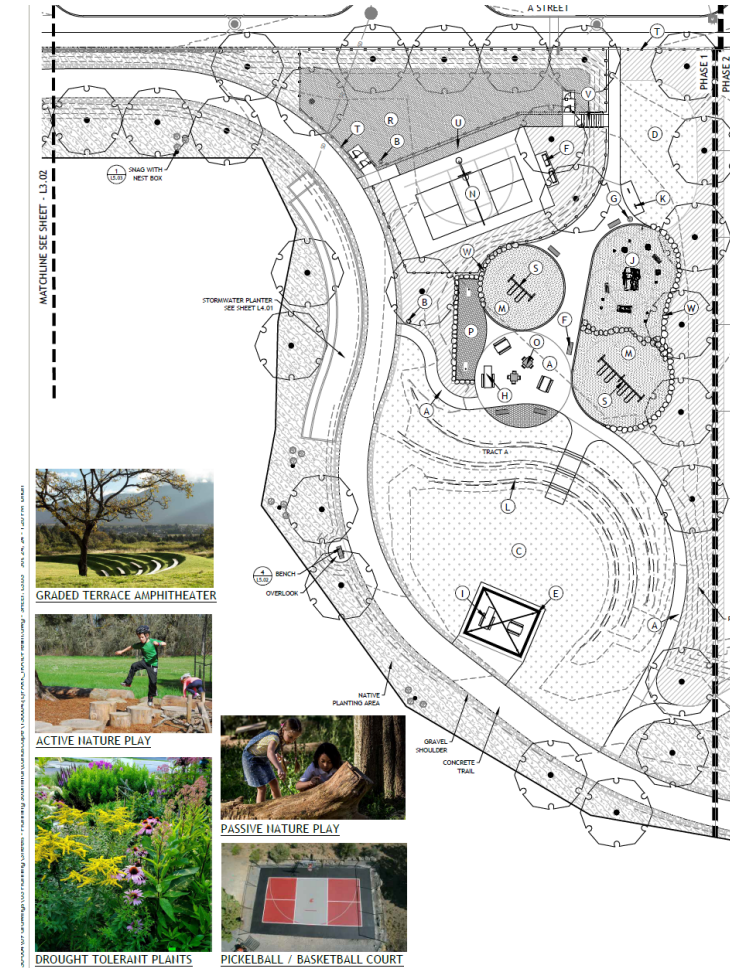 A STREET
T
PHASE 1
PHASE 2
V
R
U
D
T
B
F
1
L5.03
SNAG WITH
NEST BOX
MATCHLINE SEE SHEET - L3.02
N
G
K
W
S
J
STORMWATER PLANTER
SEE SHEET L4.01
B
M
W
P
F
M
O
A
H
S
A
TRACT A
L
C
GRADED TERRACE AMPHITHEATER
4
L5.02
BENCH
OVERLOOK
I
E
A
NATIVE
PLANTING AREA
ACTIVE NATURE PLAY
GRAVEL
SHOULDER
CONCRETE
TRAIL
PASSIVE NATURE PLAY
DROUGHT TOLERANT PLANTS
PICKELBALL / BASKETBALL COURT